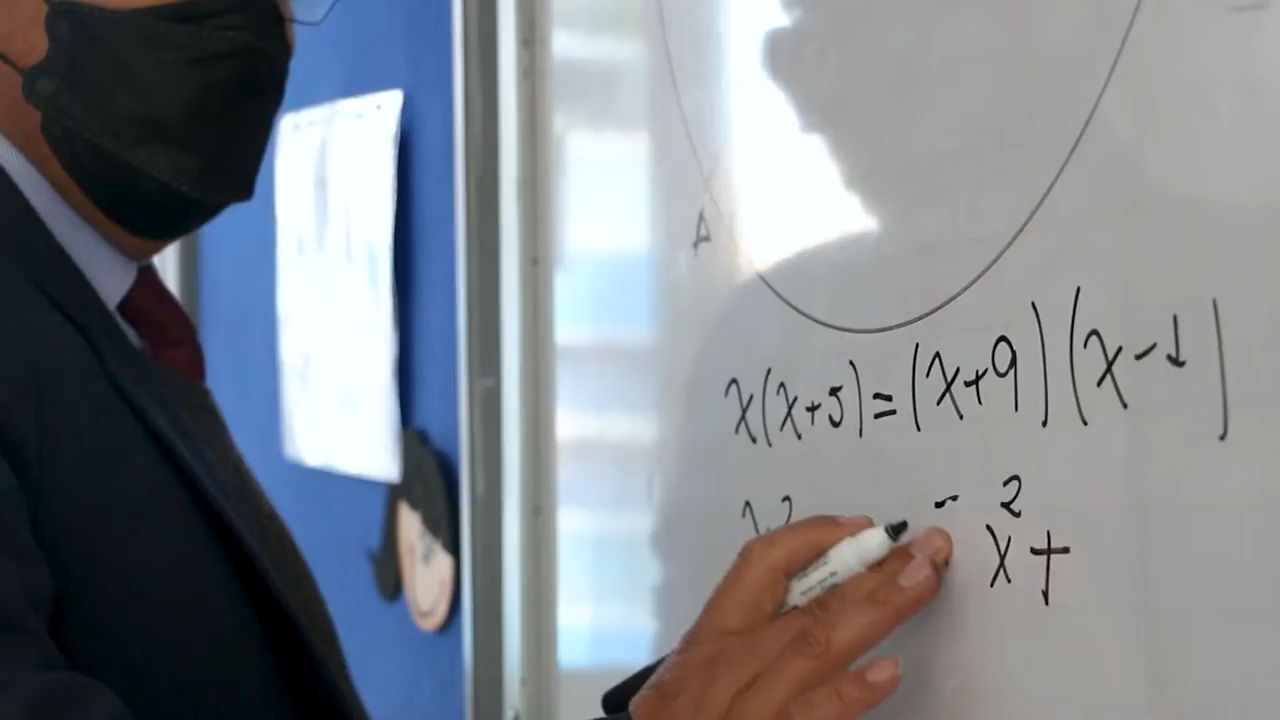 A
x(x+5)=(x+9)(x-1)
x² = x² +